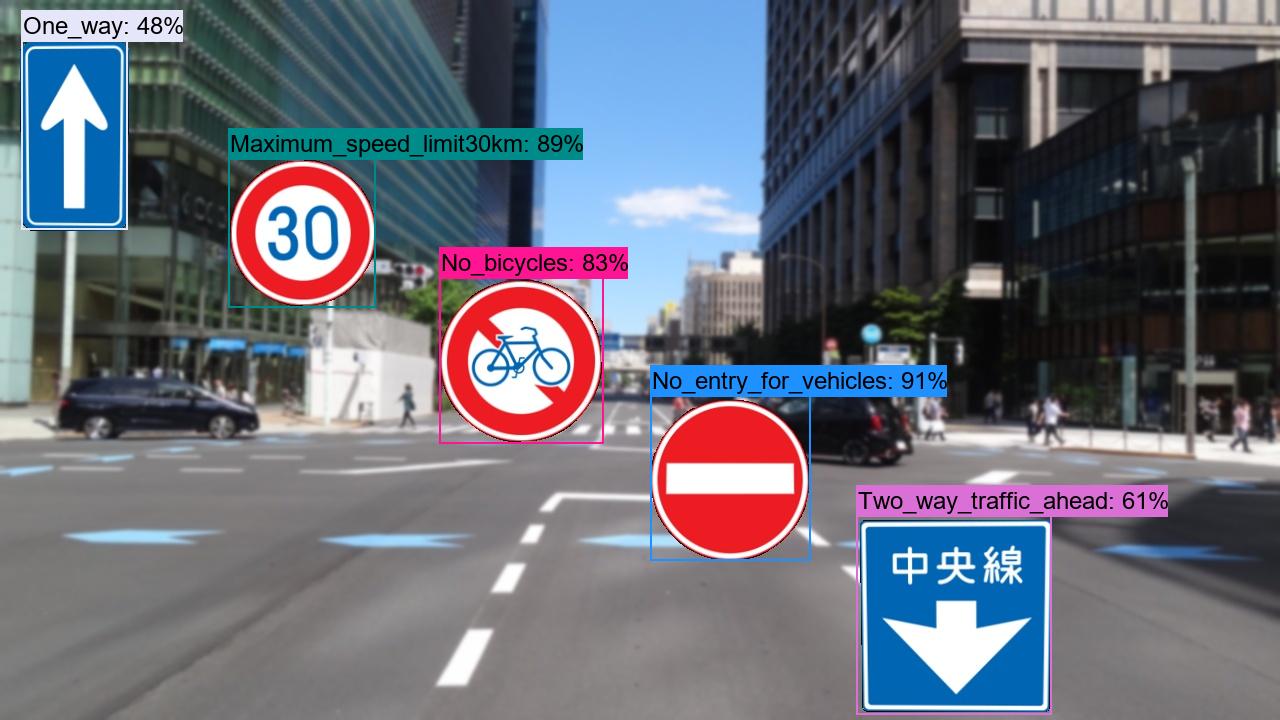 One_way: 48%
Maximum_speed_limit30km: 89%
30
No_bicycles: 83%
No_entry_for_vehicles: 91%
Two_way_traffic_ahead: 61%
中央線